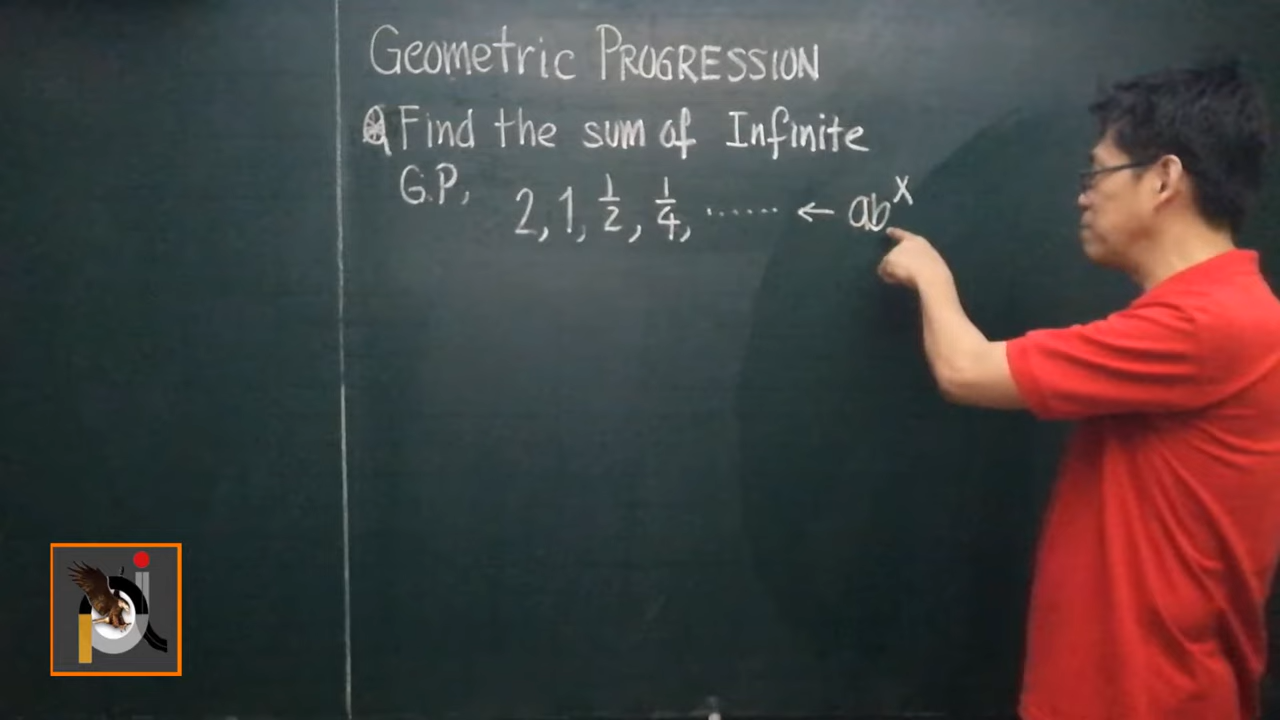 Geometric PROGRESSION
Q Find the sum of Infinite
G.P, 2, 1, 1/2, 1/4, ...... ← ab^x